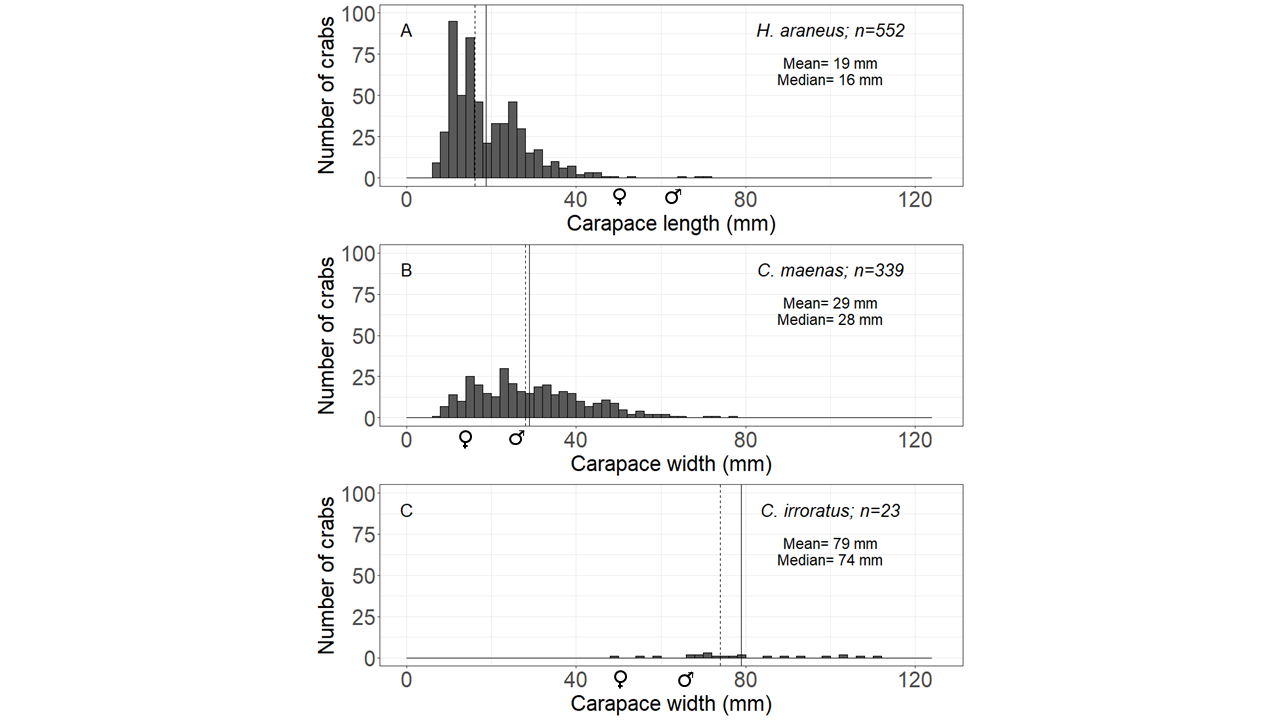 100
75
50
25
0
Number of crabs
A
H. araneus; n=552
Mean= 19 mm
Median= 16 mm
0 40 ♀ ♂ 80 120
Carapace length (mm)
100
75
50
25
0
Number of crabs
B
C. maenas; n=339
Mean= 29 mm
Median= 28 mm
0 ♀ ♂ 40 80 120
Carapace width (mm)
100
75
50
25
0
Number of crabs
C
C. irroratus; n=23
Mean= 79 mm
Median= 74 mm
0 40 ♀ ♂ 80 120
Carapace width (mm)